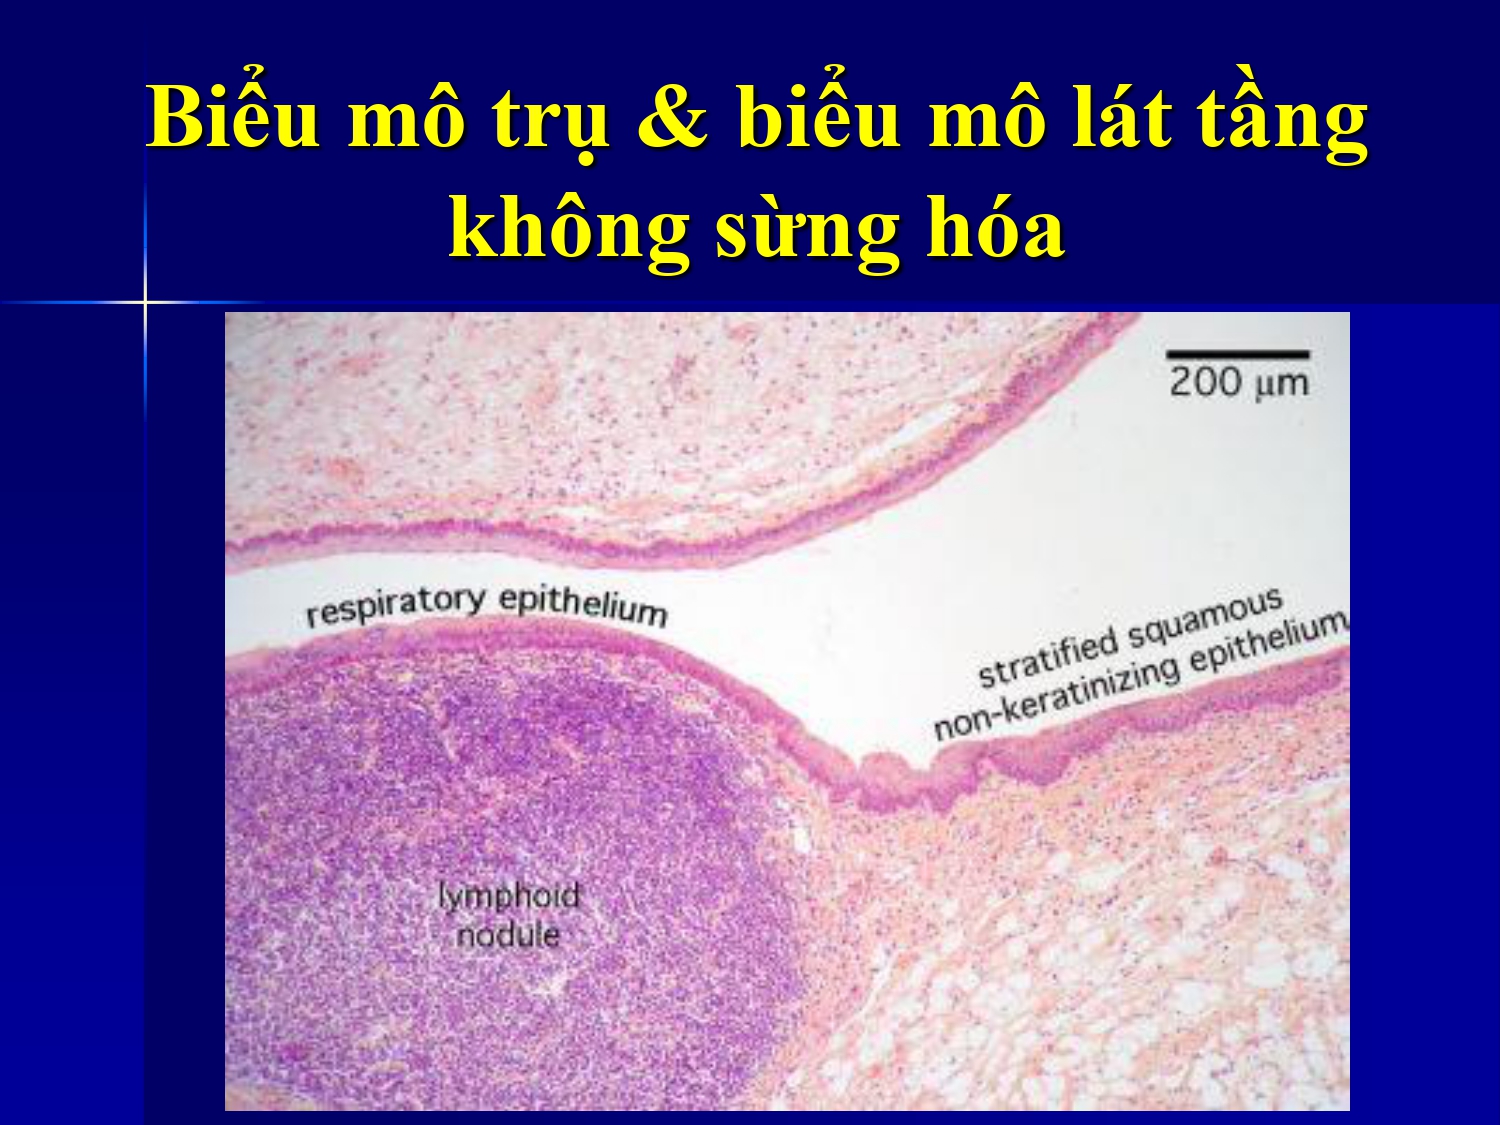 Biểu mô trụ & biểu mô lát tầng
không sừng hóa
200 µm
respiratory epithelium
stratified squamous
non-keratinizing epithelium
lymphoid
nodule